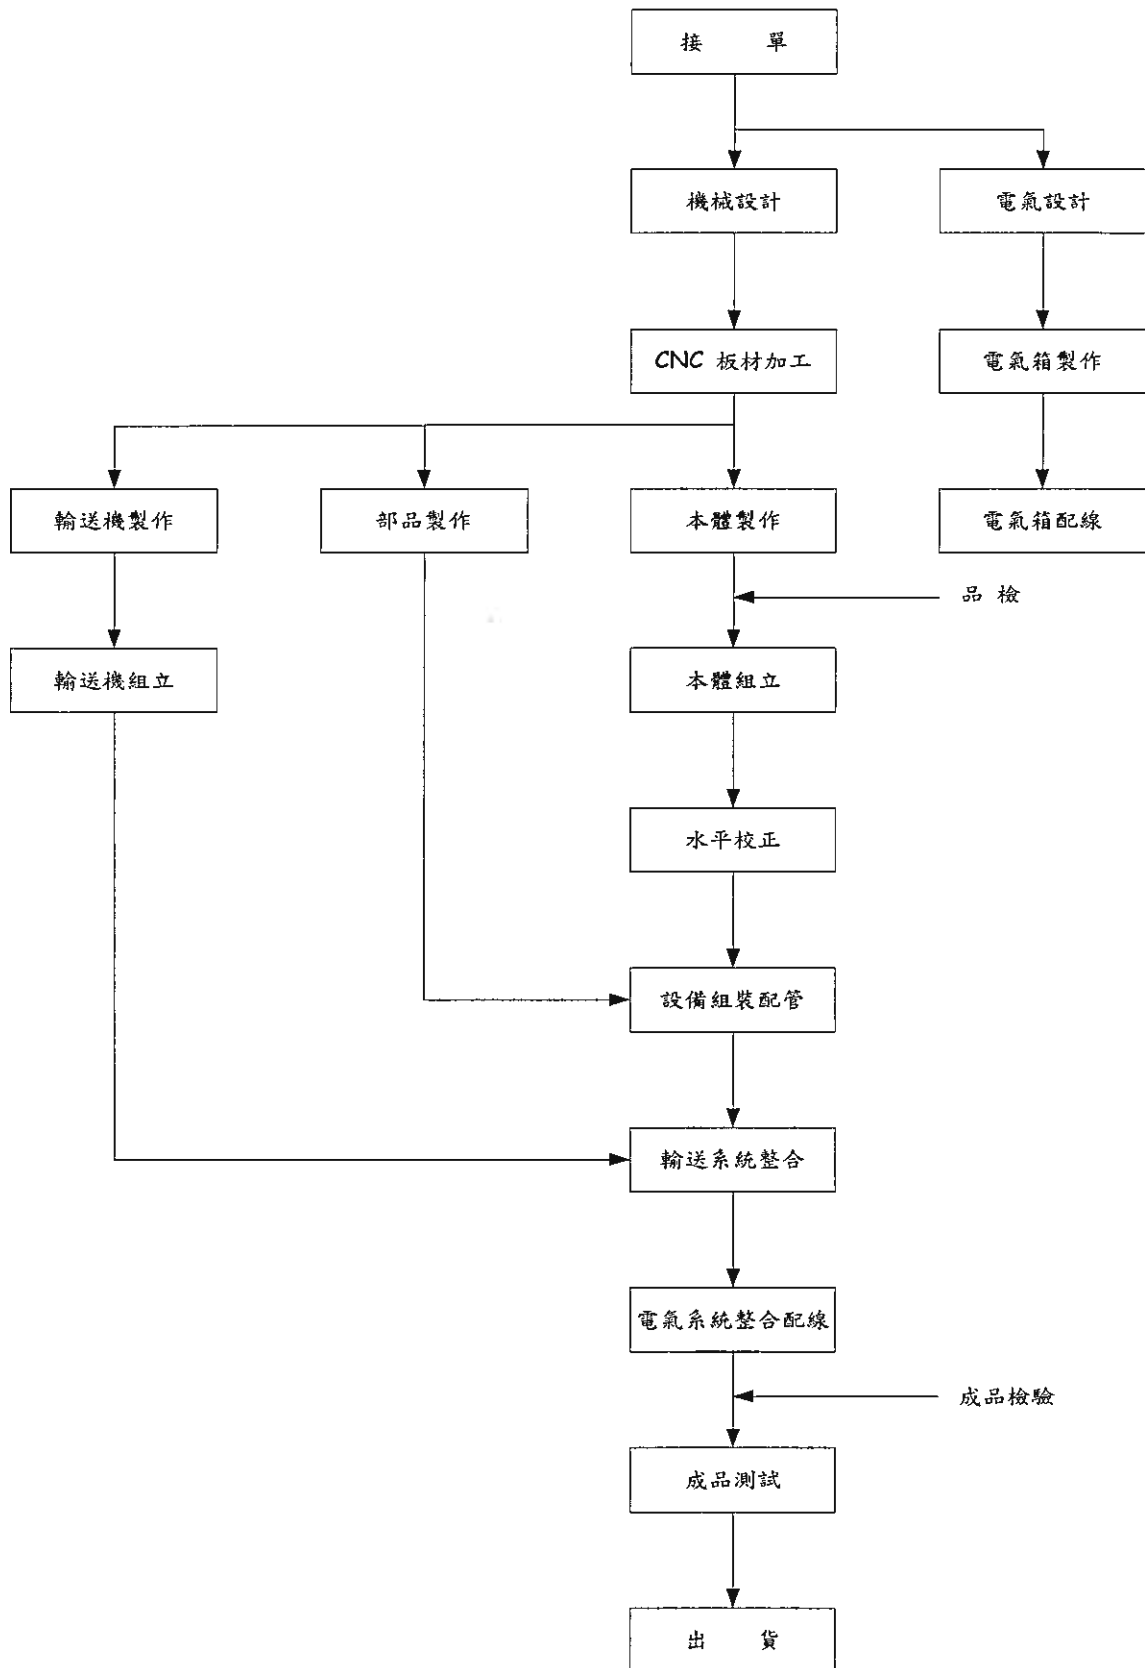 接 單
機械設計
電氣設計
CNC 板材加工
電氣箱製作
輸送機製作
部品製作
本體製作
電氣箱配線
品 檢
輸送機組立
本體組立
水平校正
設備組裝配管
輸送系統整合
電氣系統整合配線
成品檢驗
成品測試
出 貨